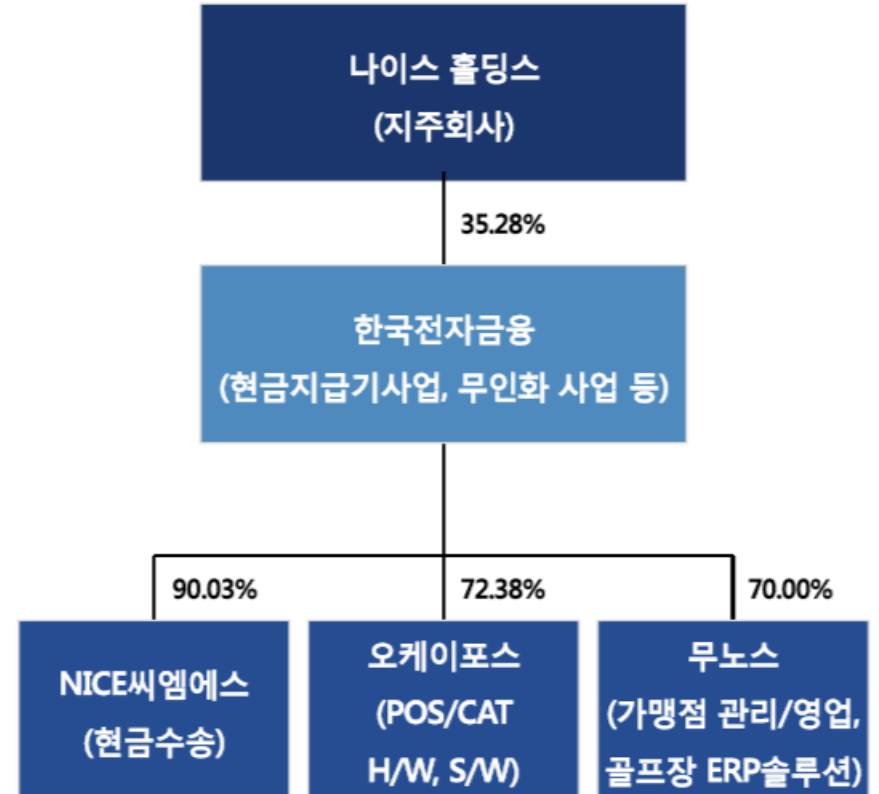 나이스 홀딩스
(지주회사)
35.28%
한국전자금융
(현금지급기사업, 무인화 사업 등)
90.03%
72.38%
70.00%
NICE씨엠에스
(현금수송)
오케이포스
(POS/CAT
H/W, S/W)
무노스
(가맹점 관리/영업,
골프장 ERP솔루션)